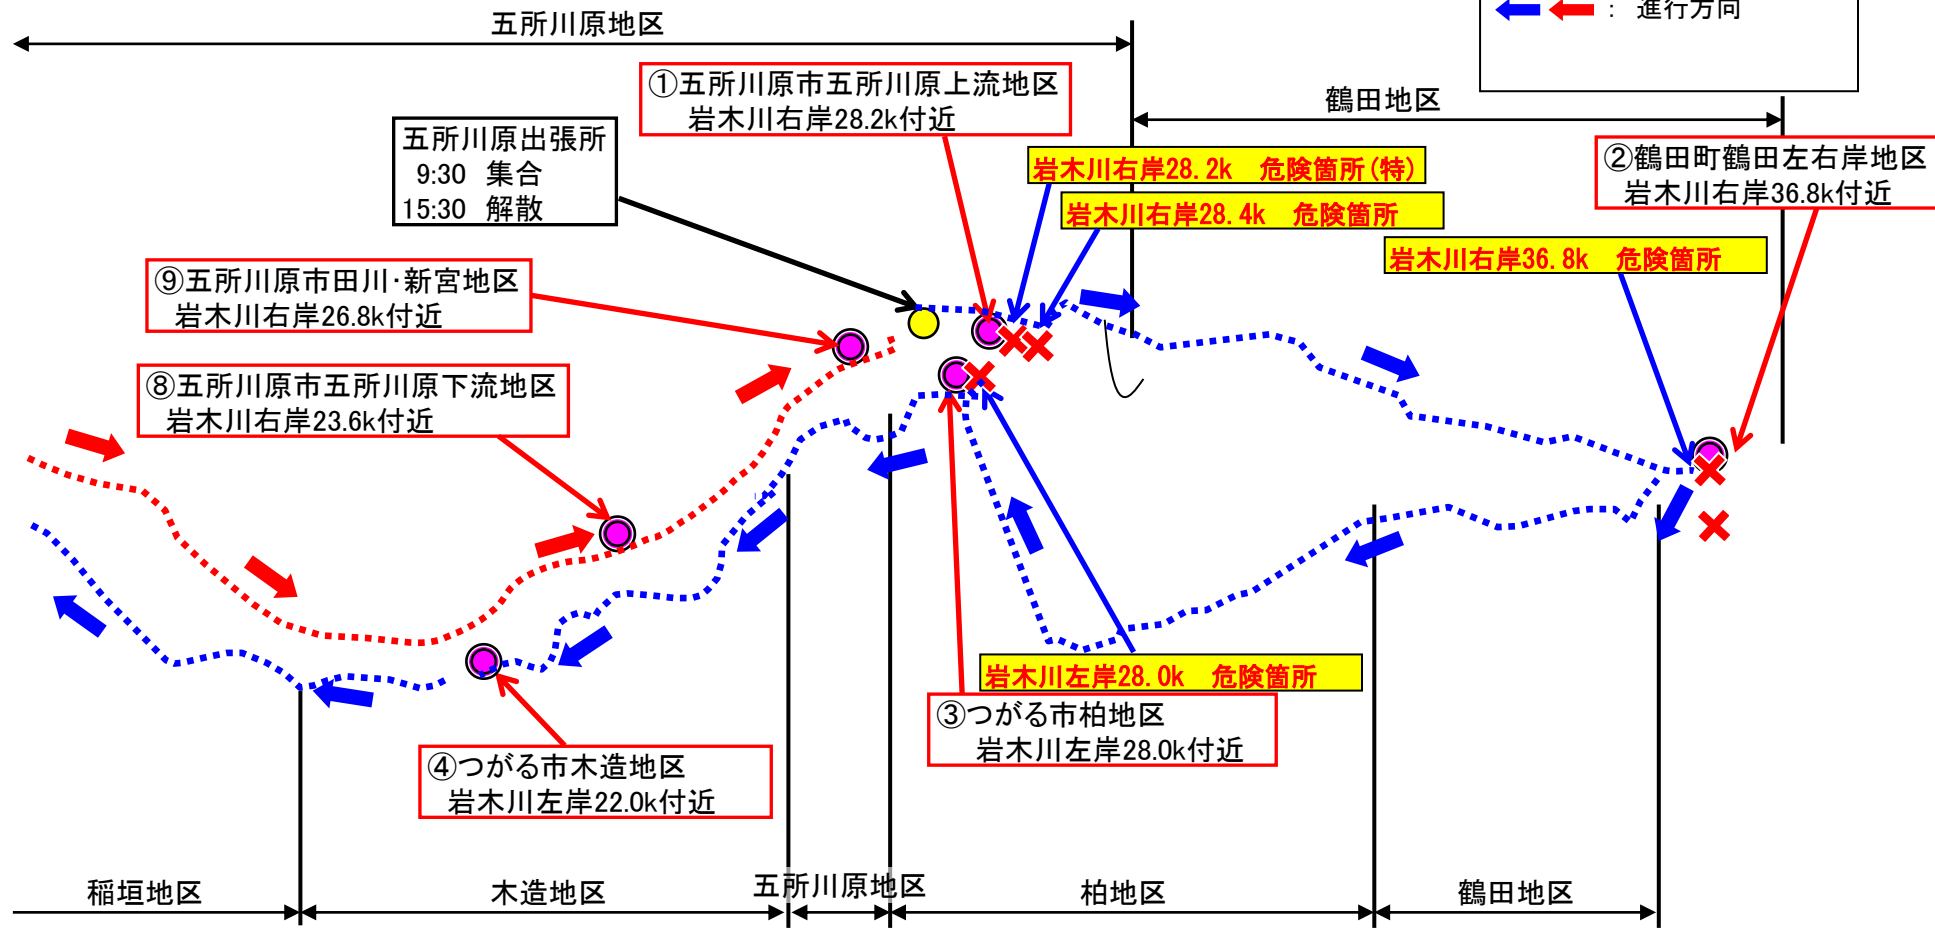 ： 進行方向
五所川原地区
①五所川原市五所川原上流地区
岩木川右岸28.2k付近
鶴田地区
五所川原出張所
9:30 集合
15:30 解散
岩木川右岸28.2k 危険箇所(特)
②鶴田町鶴田左右岸地区
岩木川右岸36.8k付近
岩木川右岸28.4k 危険箇所
岩木川右岸36.8k 危険箇所
⑨五所川原市田川・新宮地区
岩木川右岸26.8k付近
⑧五所川原市五所川原下流地区
岩木川右岸23.6k付近
岩木川左岸28.0k 危険箇所
③つがる市柏地区
岩木川左岸28.0k付近
④つがる市木造地区
岩木川左岸22.0k付近
稲垣地区
木造地区
五所川原地区
柏地区
鶴田地区